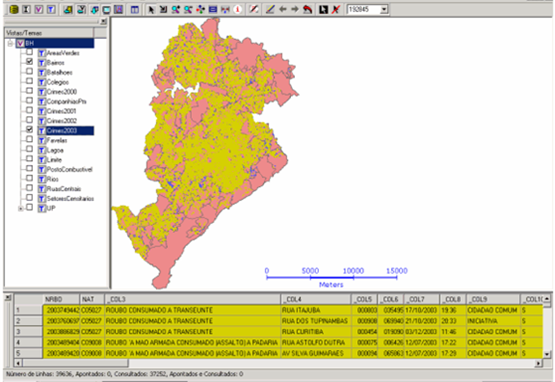 192845
Vistas/Temas
BH
AreasVerdes
Bairros
Batalhoes
Colegios
Crimes2000
CompanhiasPm
Crimes2001
Crimes2002
Crimes2003
Favelas
Lagoa
Limite
PostoCombustivel
Rios
RuasCentrais
SetoresCensitarios
UP
0 5000 10000 15000
Meters
NRBO NAT _COL3 _COL4 _COL5 _COL6 _COL7 _COL8 _COL9 _COL10
1 2003749442 C05027 ROUBO CONSUMADO A TRANSEUNTE RUA ITAJUBA 000803 035495 17/10/2003 19:36 CIDADAO COMUM S
2 2003760697 C05027 ROUBO CONSUMADO A TRANSEUNTE RUA DOS TUPINAMBAS 000908 069940 21/10/2003 20:33 INICIATIVA S
3 2003886829 C05027 ROUBO CONSUMADO A TRANSEUNTE RUA CURITIBA 000454 019090 03/12/2003 11:46 CIDADAO COMUM S
4 2003489404 C09008 ROUBO 'A MAO ARMADA CONSUMADO (ASSALTO) A PADARIA RUA ASTOLFO DUTRA 000075 006426 12/07/2003 17:22 CIDADAO COMUM S
5 2003489420 C09008 ROUBO 'A MAO ARMADA CONSUMADO (ASSALTO) A PADARIA AV SILVA GUIMARAES 000094 065063 12/07/2003 17:29 CIDADAO COMUM S
Número de Linhas: 39636, Apontados: 0, Consultados: 37252, Apontados e Consultados: 0